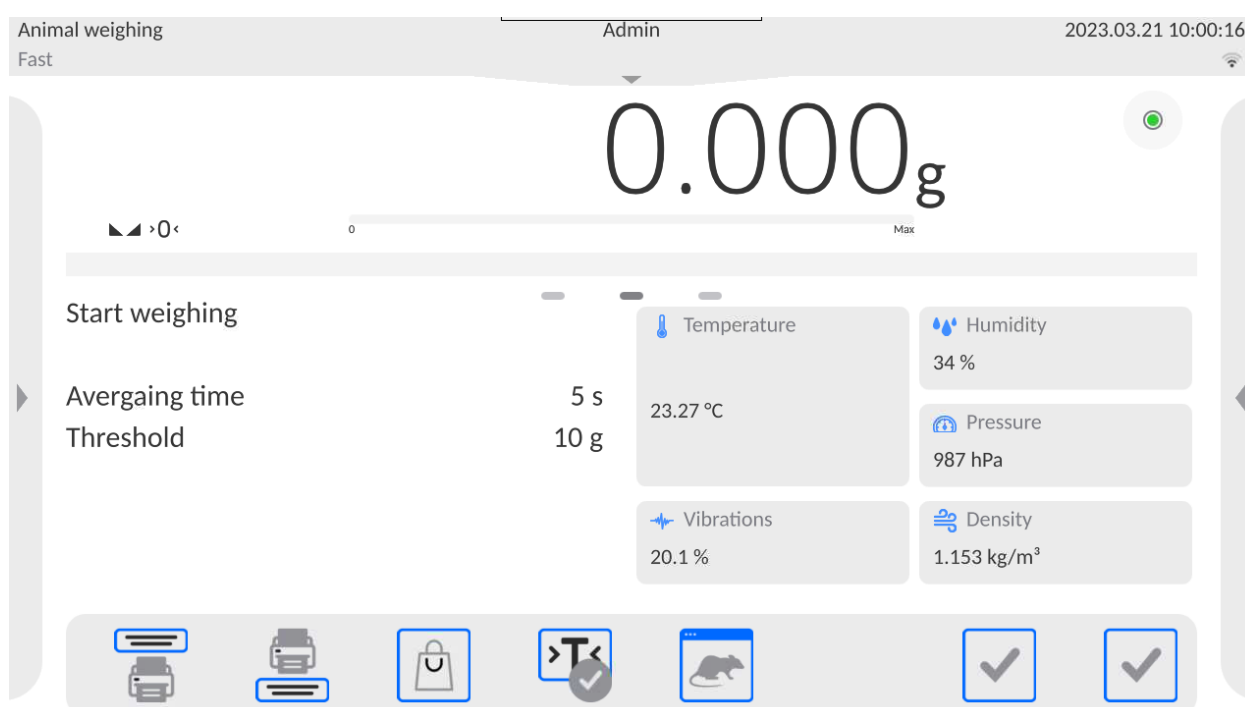 Animal weighing
Admin
2023.03.21 10:00:16
Fast
0.000g
>0<
0
Max
Start weighing
Avergaing time 5 s
Threshold 10 g
Temperature
23.27 °C
Humidity
34 %
Pressure
987 hPa
Vibrations
20.1 %
Density
1.153 kg/m³
>T<